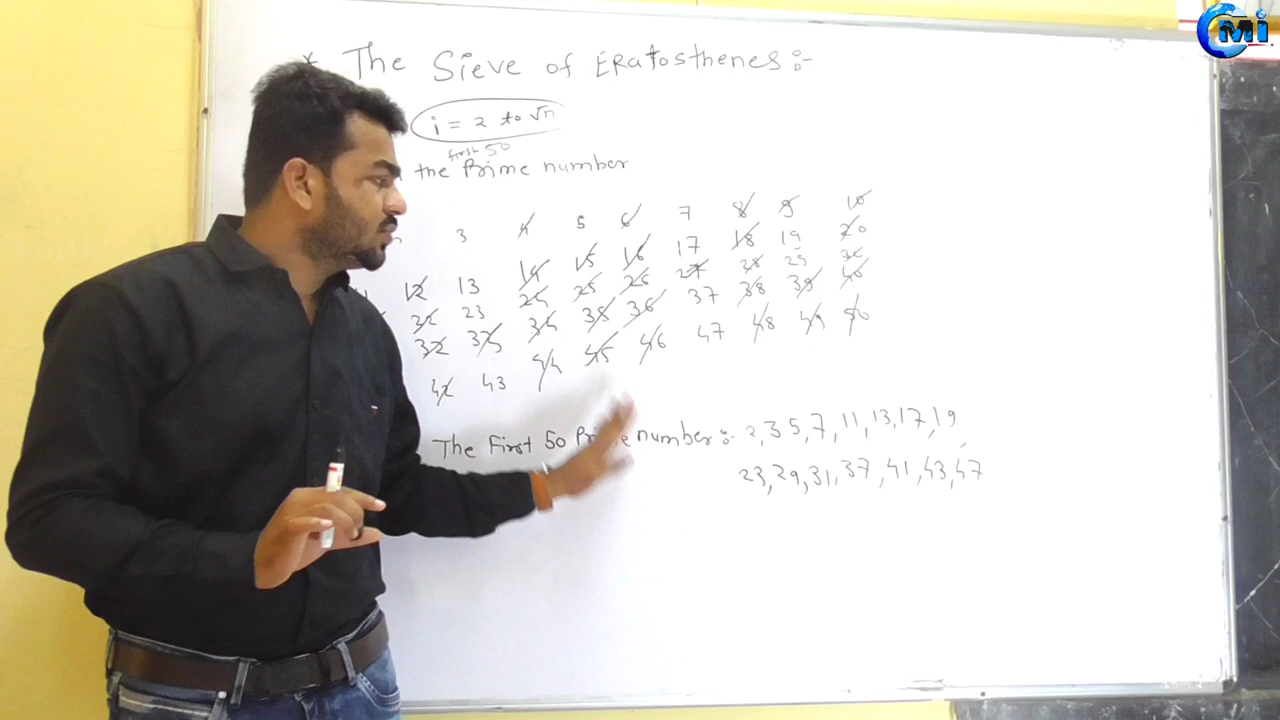 * The Sieve of Eratosthenes :-
i = 2 to √n
first 50
the Prime number
3 4 5 6 7 8 9 10
12 13 14 15 16 17 18 19 20
23 24 25 26 27 28 29 30
32 33 34 35 36 37 38 39 40
42 43 44 45 46 47 48 49 50
The First 50 Prime number :- 2,3 5,7,11,13,17,19,
23,29,31,37,41,43,47
CMi